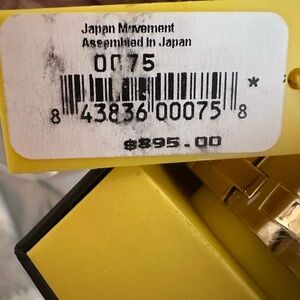 Japan Movement
Assembled In Japan
0075
*
8 43836 00075 8
$895.00